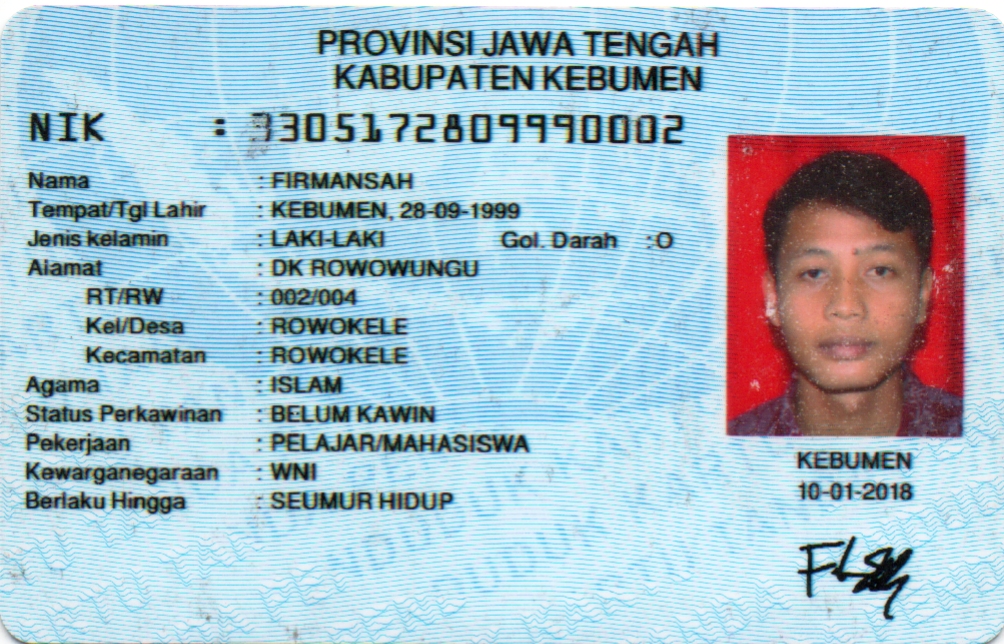 PROVINSI JAWA TENGAH
KABUPATEN KEBUMEN
NIK : 3305172809990002
Nama : FIRMANSAH
Tempat/Tgl Lahir : KEBUMEN, 28-09-1999
Jenis kelamin : LAKI-LAKI Gol. Darah :O
Alamat : DK ROWOWUNGU
RT/RW : 002/004
Kel/Desa : ROWOKELE
Kecamatan : ROWOKELE
Agama : ISLAM
Status Perkawinan : BELUM KAWIN
Pekerjaan : PELAJAR/MAHASISWA
Kewarganegaraan : WNI
Berlaku Hingga : SEUMUR HIDUP
KEBUMEN
10-01-2018